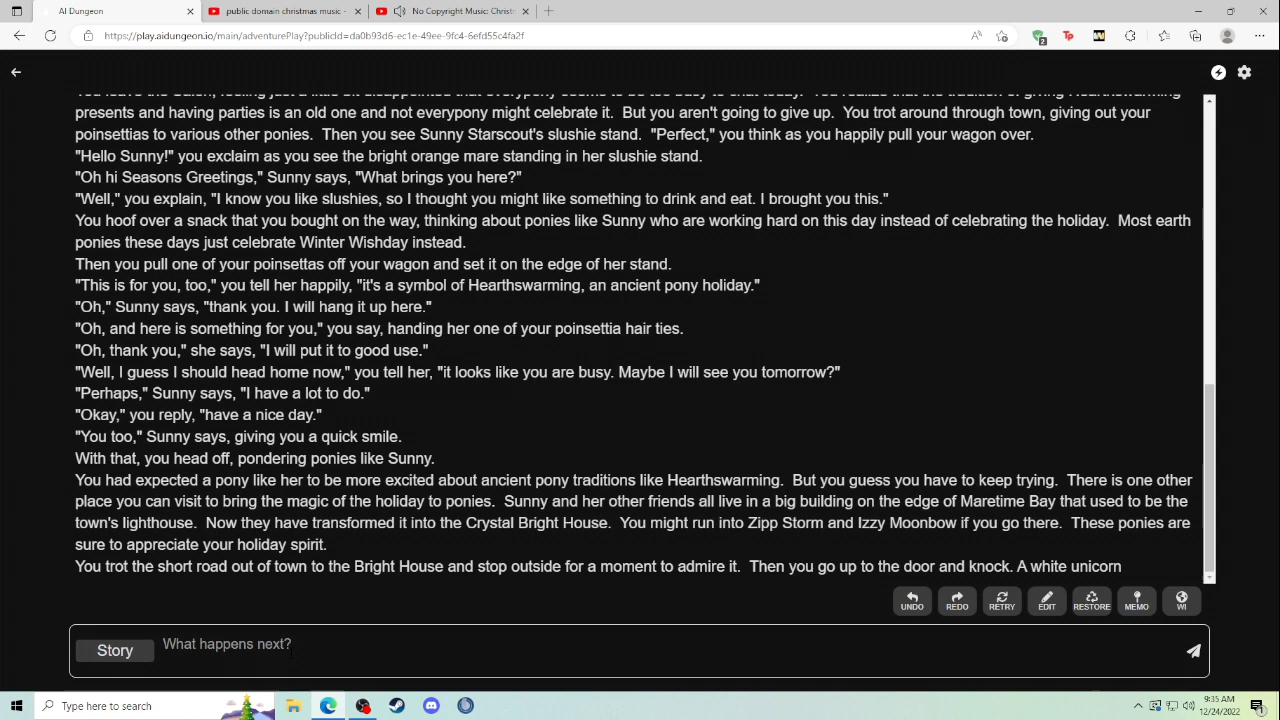 AI Dungeon
public domain christmas music -
No Copyright Music: Christm
https://play.aidungeon.io/main/adventurePlay?publicId=da0b93d6-ec1e-49ee-9fc4-6efd55c4fa2f
presents and having parties is an old one and not everypony might celebrate it.  But you aren't going to give up.  You trot around through town, giving out your
poinsettias to various other ponies.  Then you see Sunny Starscout's slushie stand.  "Perfect," you think as you happily pull your wagon over.
"Hello Sunny!" you exclaim as you see the bright orange mare standing in her slushie stand.
"Oh hi Seasons Greetings," Sunny says, "What brings you here?"
"Well," you explain, "I know you like slushies, so I thought you might like something to drink and eat. I brought you this."
You hoof over a snack that you bought on the way, thinking about ponies like Sunny who are working hard on this day instead of celebrating the holiday.  Most earth
ponies these days just celebrate Winter Wishday instead.
Then you pull one of your poinsettas off your wagon and set it on the edge of her stand.
"This is for you, too," you tell her happily, "it's a symbol of Hearthswarming, an ancient pony holiday."
"Oh," Sunny says, "thank you. I will hang it up here."
"Oh, and here is something for you," you say, handing her one of your poinsettia hair ties.
"Oh, thank you," she says, "I will put it to good use."
"Well, I guess I should head home now," you tell her, "it looks like you are busy. Maybe I will see you tomorrow?"
"Perhaps," Sunny says, "I have a lot to do."
"Okay," you reply, "have a nice day."
"You too," Sunny says, giving you a quick smile.
With that, you head off, pondering ponies like Sunny.
You had expected a pony like her to be more excited about ancient pony traditions like Hearthswarming.  But you guess you have to keep trying.  There is one other
place you can visit to bring the magic of the holiday to ponies.  Sunny and her other friends all live in a big building on the edge of Maretime Bay that used to be the
town's lighthouse.  Now they have transformed it into the Crystal Bright House.  You might run into Zipp Storm and Izzy Moonbow if you go there.  These ponies are
sure to appreciate your holiday spirit.
You trot the short road out of town to the Bright House and stop outside for a moment to admire it.  Then you go up to the door and knock. A white unicorn
UNDO REDO RETRY EDIT RESTORE MEMO WI
Story What happens next?
Type here to search
9:35 AM
12/24/2022